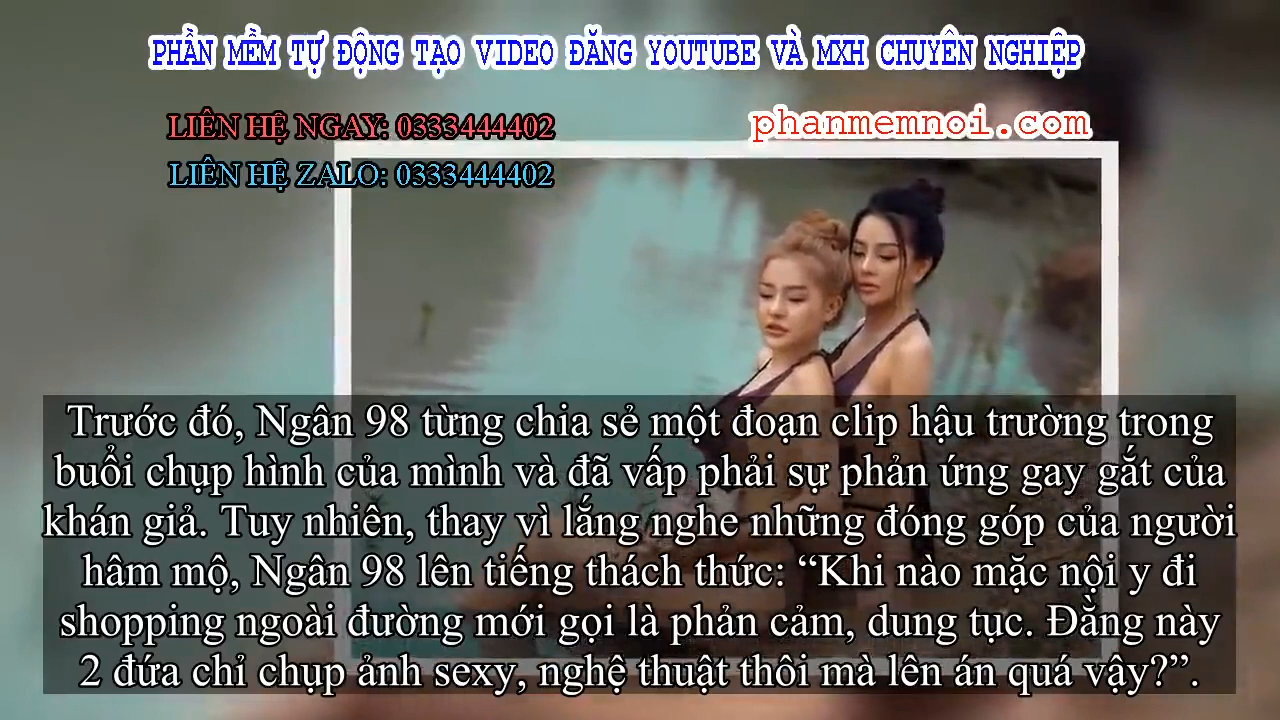 PHẦN MỀM TỰ ĐỘNG TẠO VIDEO ĐĂNG YOUTUBE VÀ MXH CHUYÊN NGHIỆP
LIÊN HỆ NGAY: 0333444402
phanmemnoi.com
LIÊN HỆ ZALO: 0333444402
Trước đó, Ngân 98 từng chia sẻ một đoạn clip hậu trường trong
buổi chụp hình của mình và đã vấp phải sự phản ứng gay gắt của
khán giả. Tuy nhiên, thay vì lắng nghe những đóng góp của người
hâm mộ, Ngân 98 lên tiếng thách thức: “Khi nào mặc nội y đi
shopping ngoài đường mới gọi là phản cảm, dung tục. Đằng này
2 đứa chỉ chụp ảnh sexy, nghệ thuật thôi mà lên án quá vậy?”.